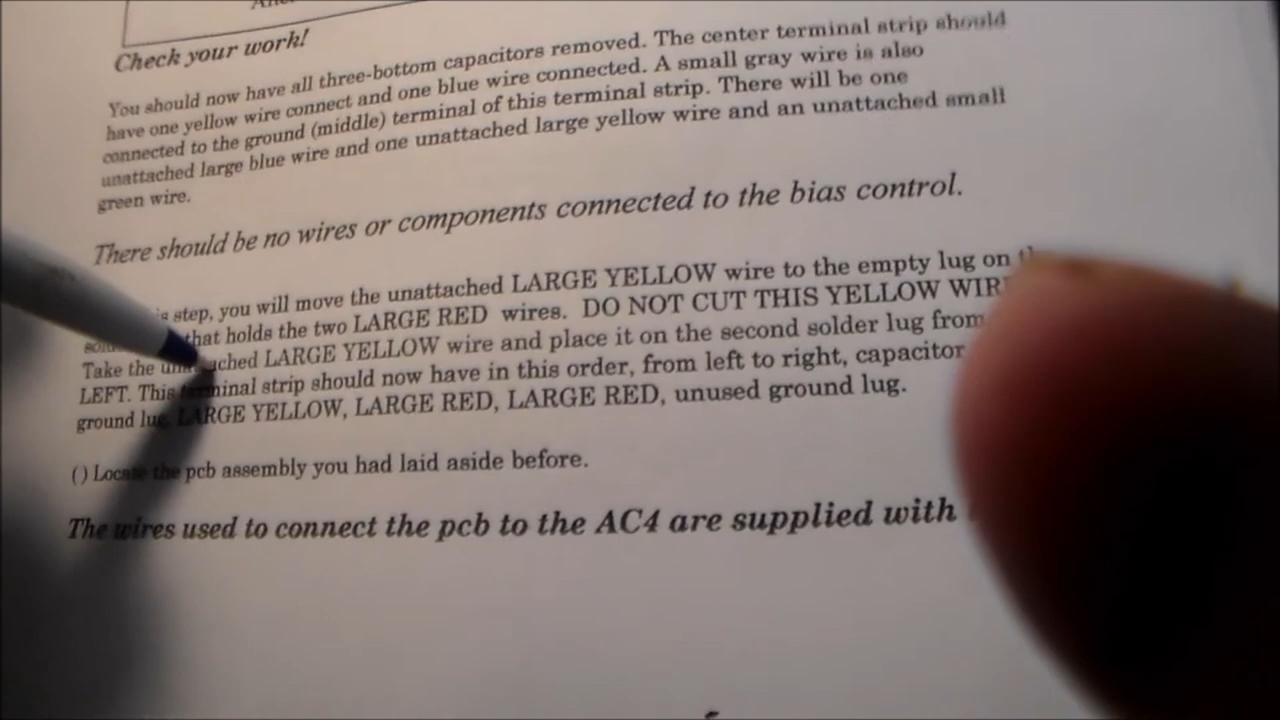 Check your work!
You should now have all three-bottom capacitors removed. The center terminal strip should
have one yellow wire connect and one blue wire connected. A small gray wire is also
connected to the ground (middle) terminal of this terminal strip. There will be one
unattached large blue wire and one unattached large yellow wire and an unattached small
green wire.
There should be no wires or components connected to the bias control.
step, you will move the unattached LARGE YELLOW wire to the empty lug on
that holds the two LARGE RED wires. DO NOT CUT THIS YELLOW
Take the unattached LARGE YELLOW wire and place it on the second solder lug from
LEFT. This terminal strip should now have in this order, from left to right, capacitor
ground lug, LARGE YELLOW, LARGE RED, LARGE RED, unused ground lug.
() Locate the pcb assembly you had laid aside before.
The wires used to connect the pcb to the AC4 are supplied with